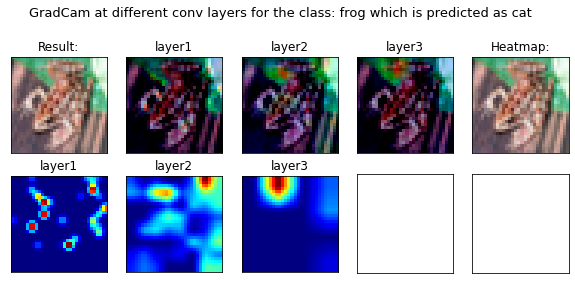 GradCam at different conv layers for the class: frog which is predicted as cat
Result:
layer1
layer2
layer3
Heatmap:
layer1
layer2
layer3